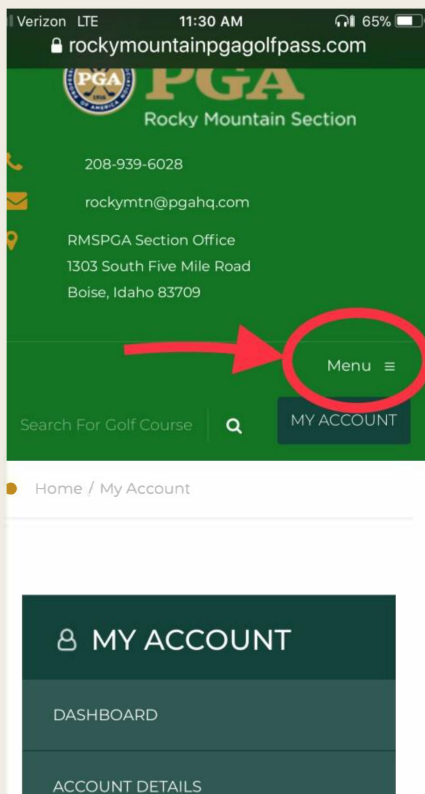 Verizon LTE 11:30 AM 65%
rockymountainpgagolfpass.com
PGA
PGA
Rocky Mountain Section
208-939-6028
rockymtn@pgahq.com
RMSPGA Section Office
1303 South Five Mile Road
Boise, Idaho 83709
Menu ≡
Search For Golf Course MY ACCOUNT
Home / My Account
MY ACCOUNT
DASHBOARD
ACCOUNT DETAILS